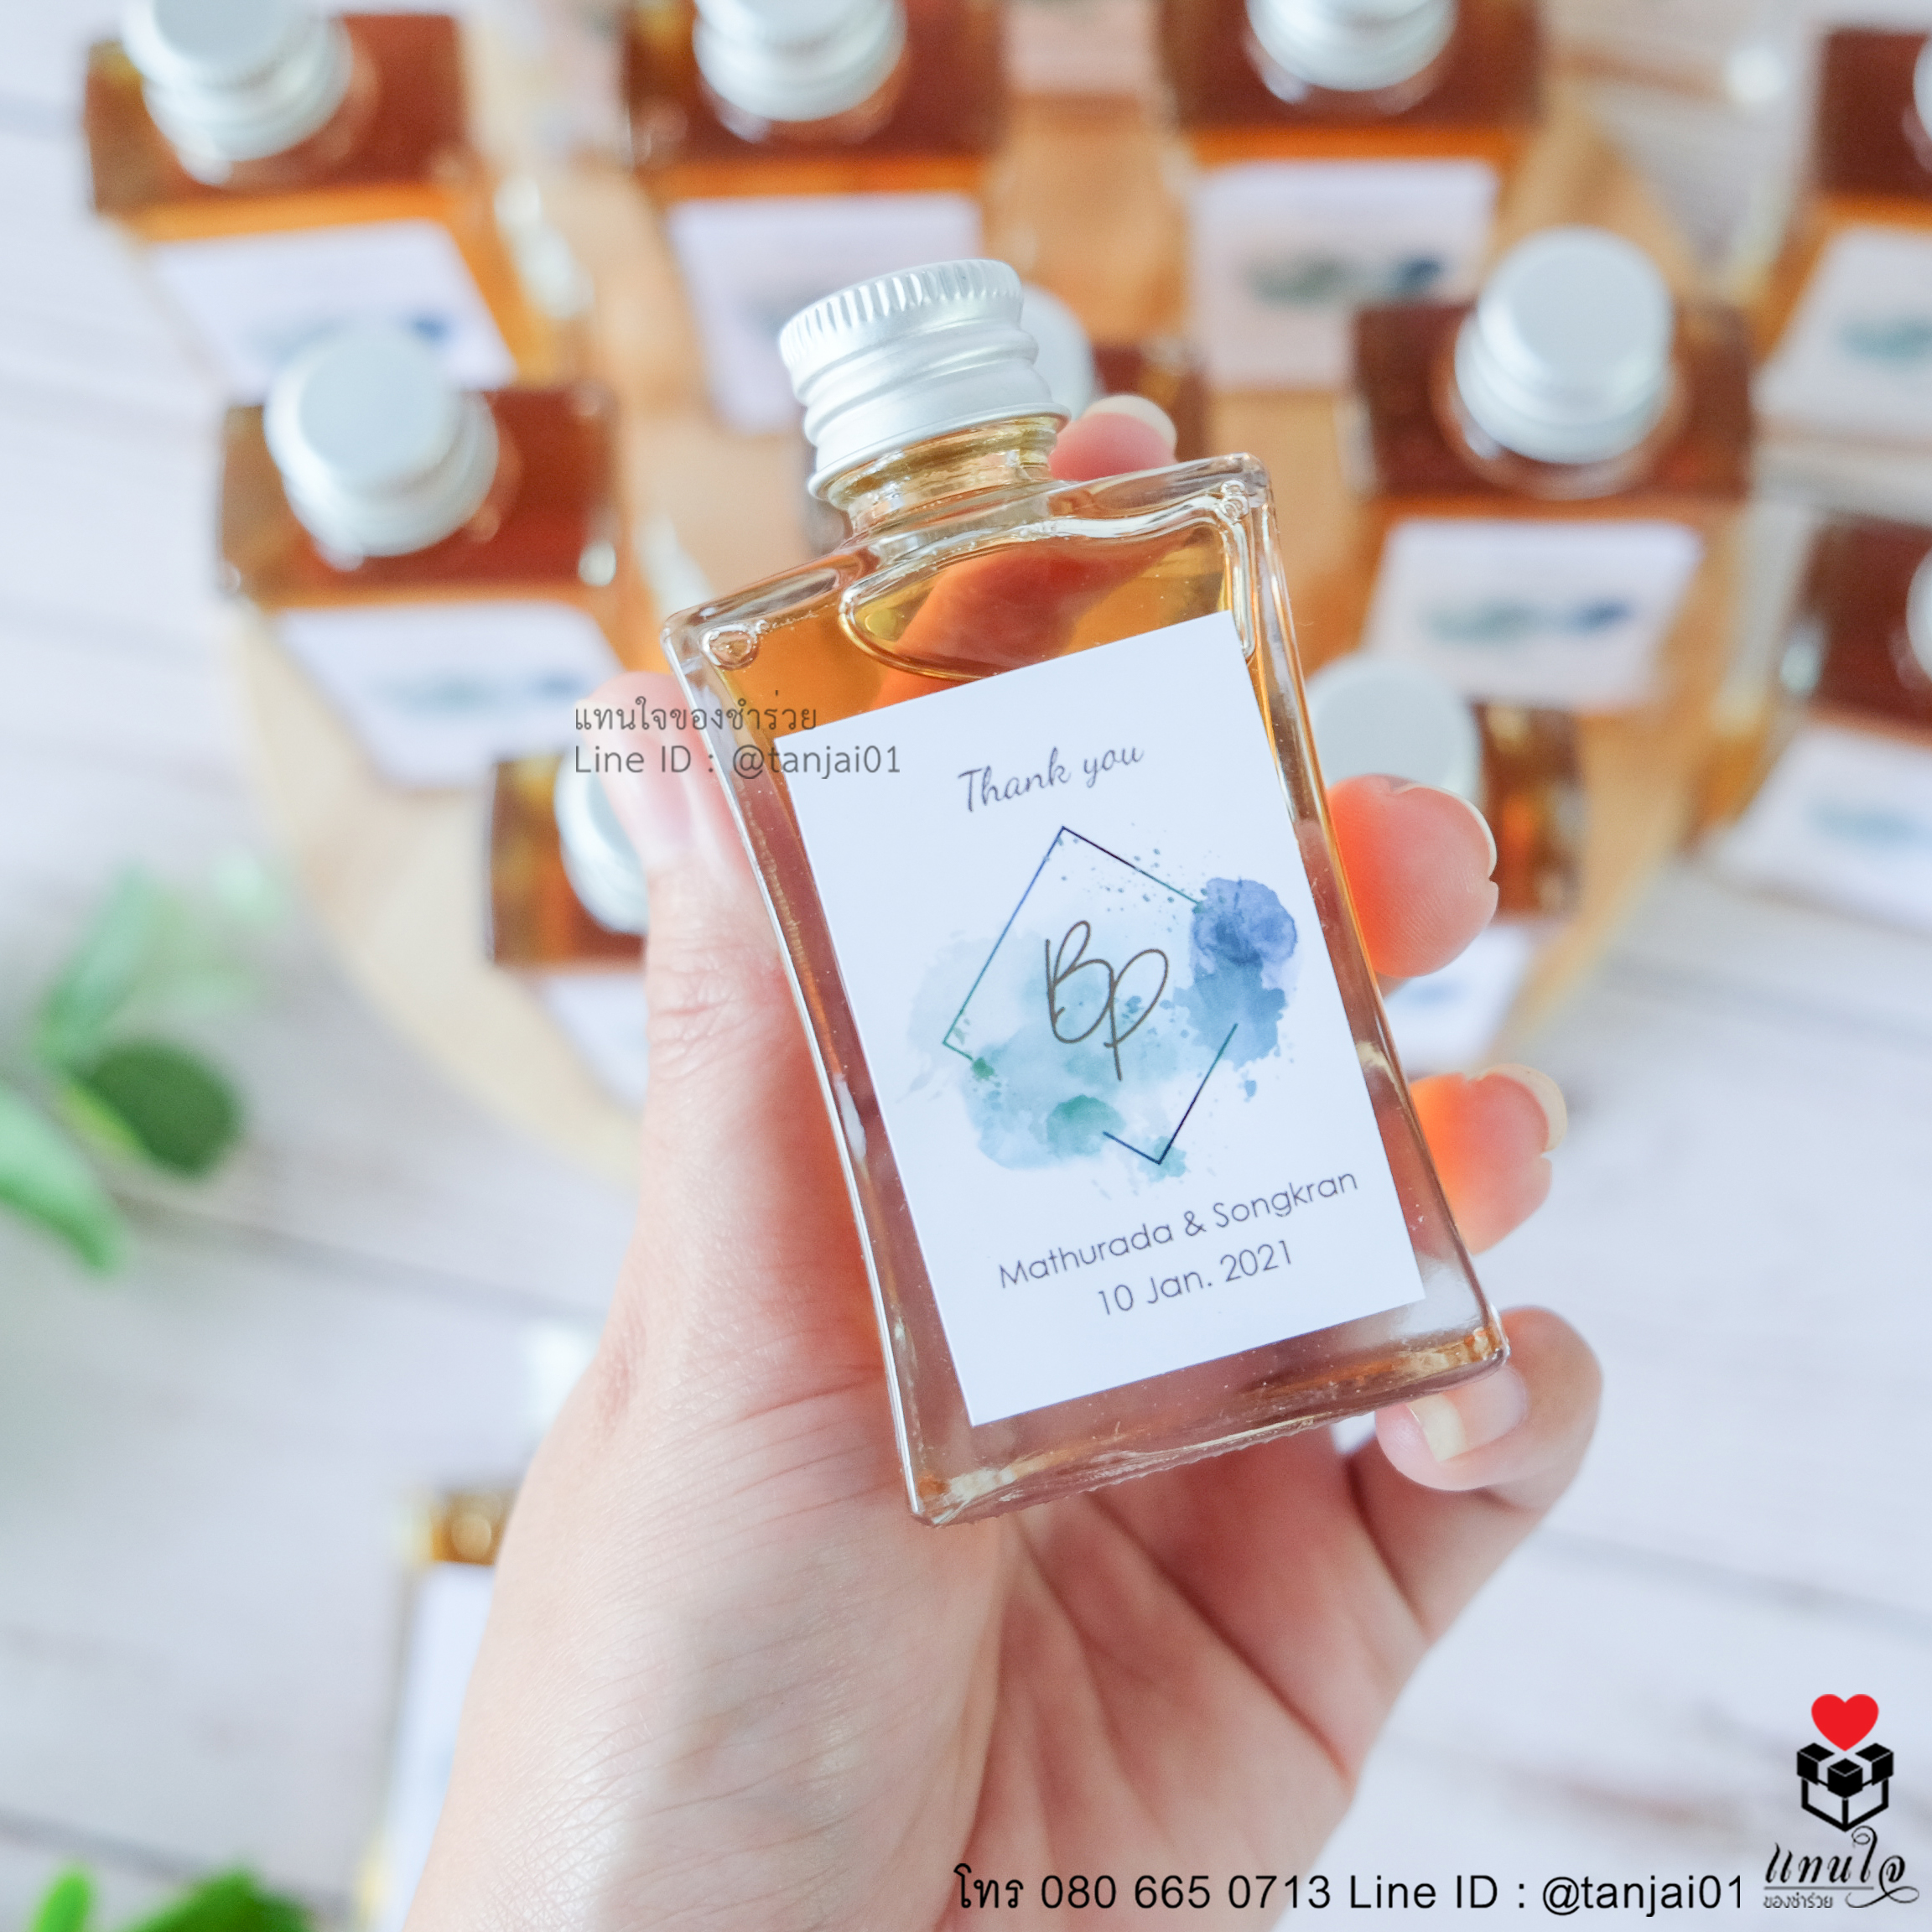 แทนใจของชำร่วย
Line ID : @tanjai01
Thank you
Bp
Mathurada & Songkran
10 Jan. 2021
โทร 080 665 0713 Line ID : @tanjai01
แทนใจ
ของชำร่วย